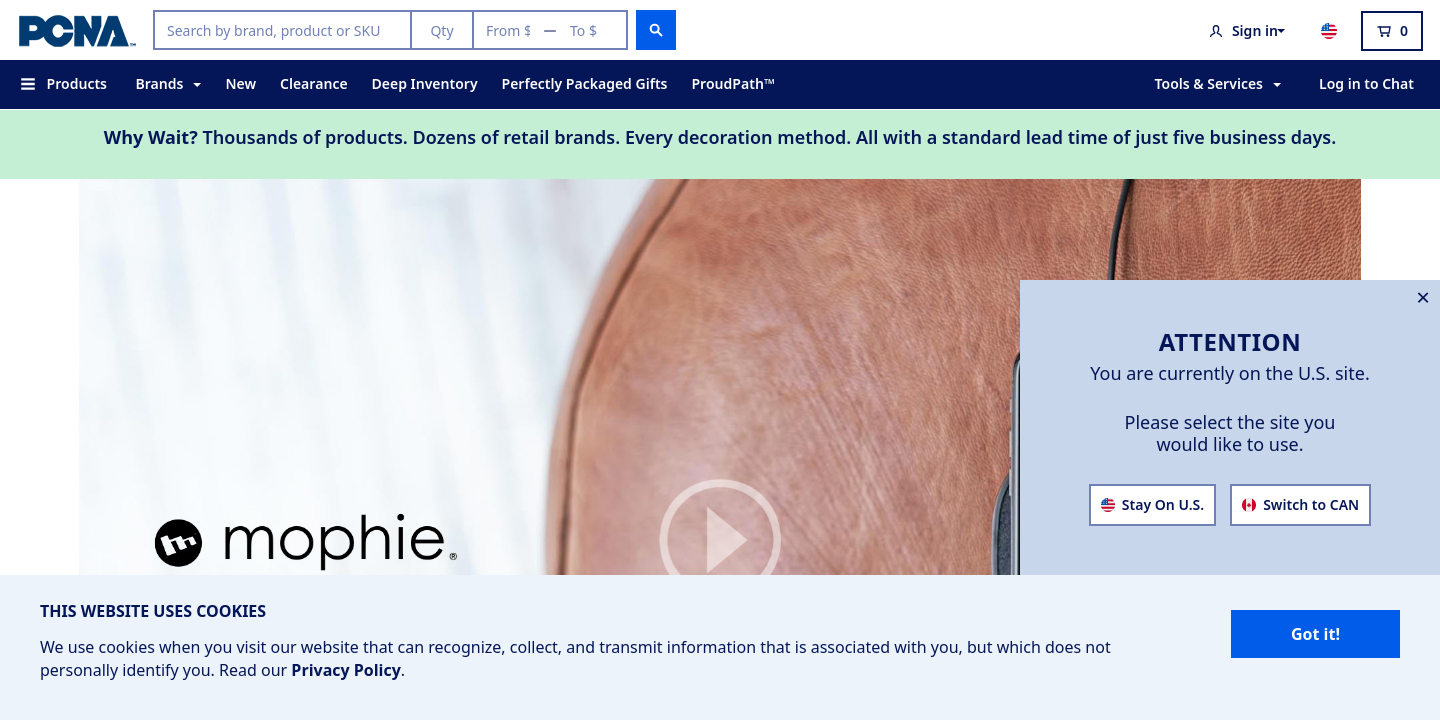 PCNA™
Search by brand, product or SKU
Qty
From $ — To $
Sign in
0
Products
Brands
New
Clearance
Deep Inventory
Perfectly Packaged Gifts
ProudPath™
Tools & Services
Log in to Chat
Why Wait? Thousands of products. Dozens of retail brands. Every decoration method. All with a standard lead time of just five business days.
ATTENTION
You are currently on the U.S. site.
Please select the site you
would like to use.
Stay On U.S.
Switch to CAN
mophie®
THIS WEBSITE USES COOKIES
We use cookies when you visit our website that can recognize, collect, and transmit information that is associated with you, but which does not
personally identify you. Read our Privacy Policy.
Got it!